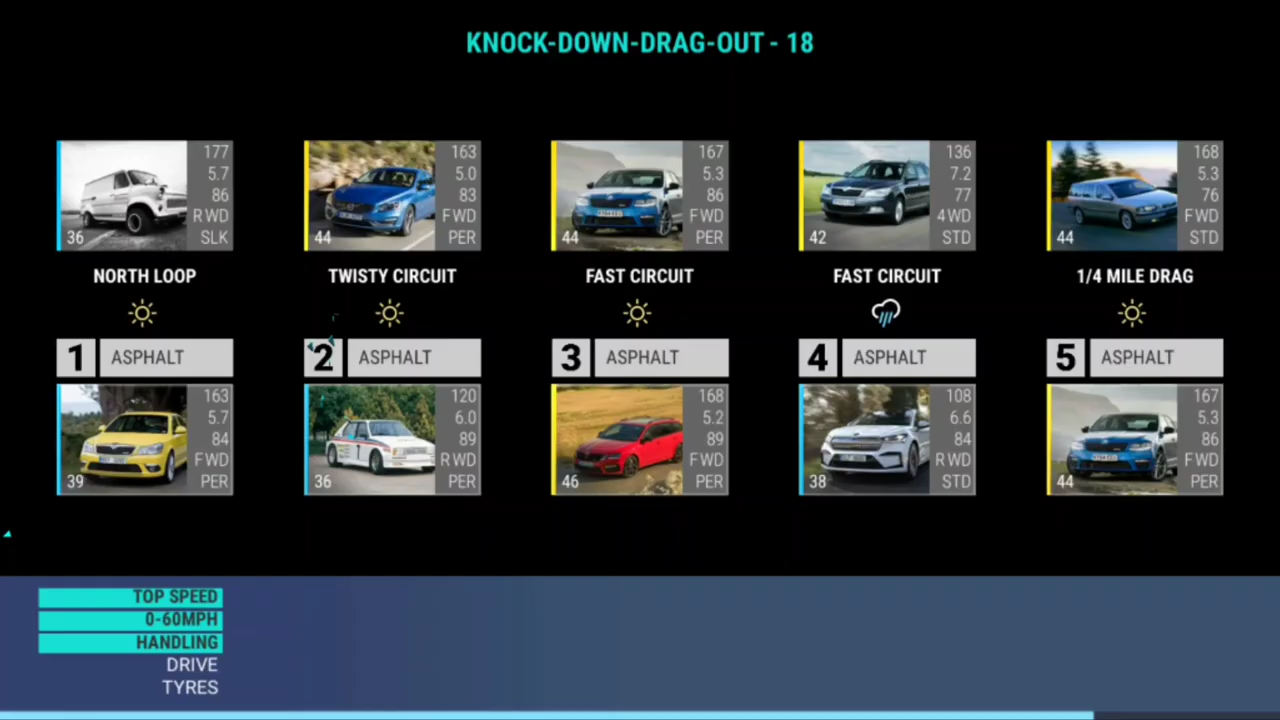 KNOCK-DOWN-DRAG-OUT - 18
177
5.7
86
RWD
36 SLK
163
5.0
83
FWD
44 PER
167
5.3
86
FWD
44 PER
136
7.2
77
4WD
42 STD
168
5.3
76
FWD
44 STD
NORTH LOOP
TWISTY CIRCUIT
FAST CIRCUIT
FAST CIRCUIT
1/4 MILE DRAG
1 ASPHALT
2 ASPHALT
3 ASPHALT
4 ASPHALT
5 ASPHALT
163
5.7
84
FWD
39 PER
120
6.0
89
RWD
36 PER
168
5.2
89
FWD
46 PER
108
6.6
84
RWD
38 STD
167
5.3
86
FWD
44 PER
TOP SPEED
0-60MPH
HANDLING
DRIVE
TYRES